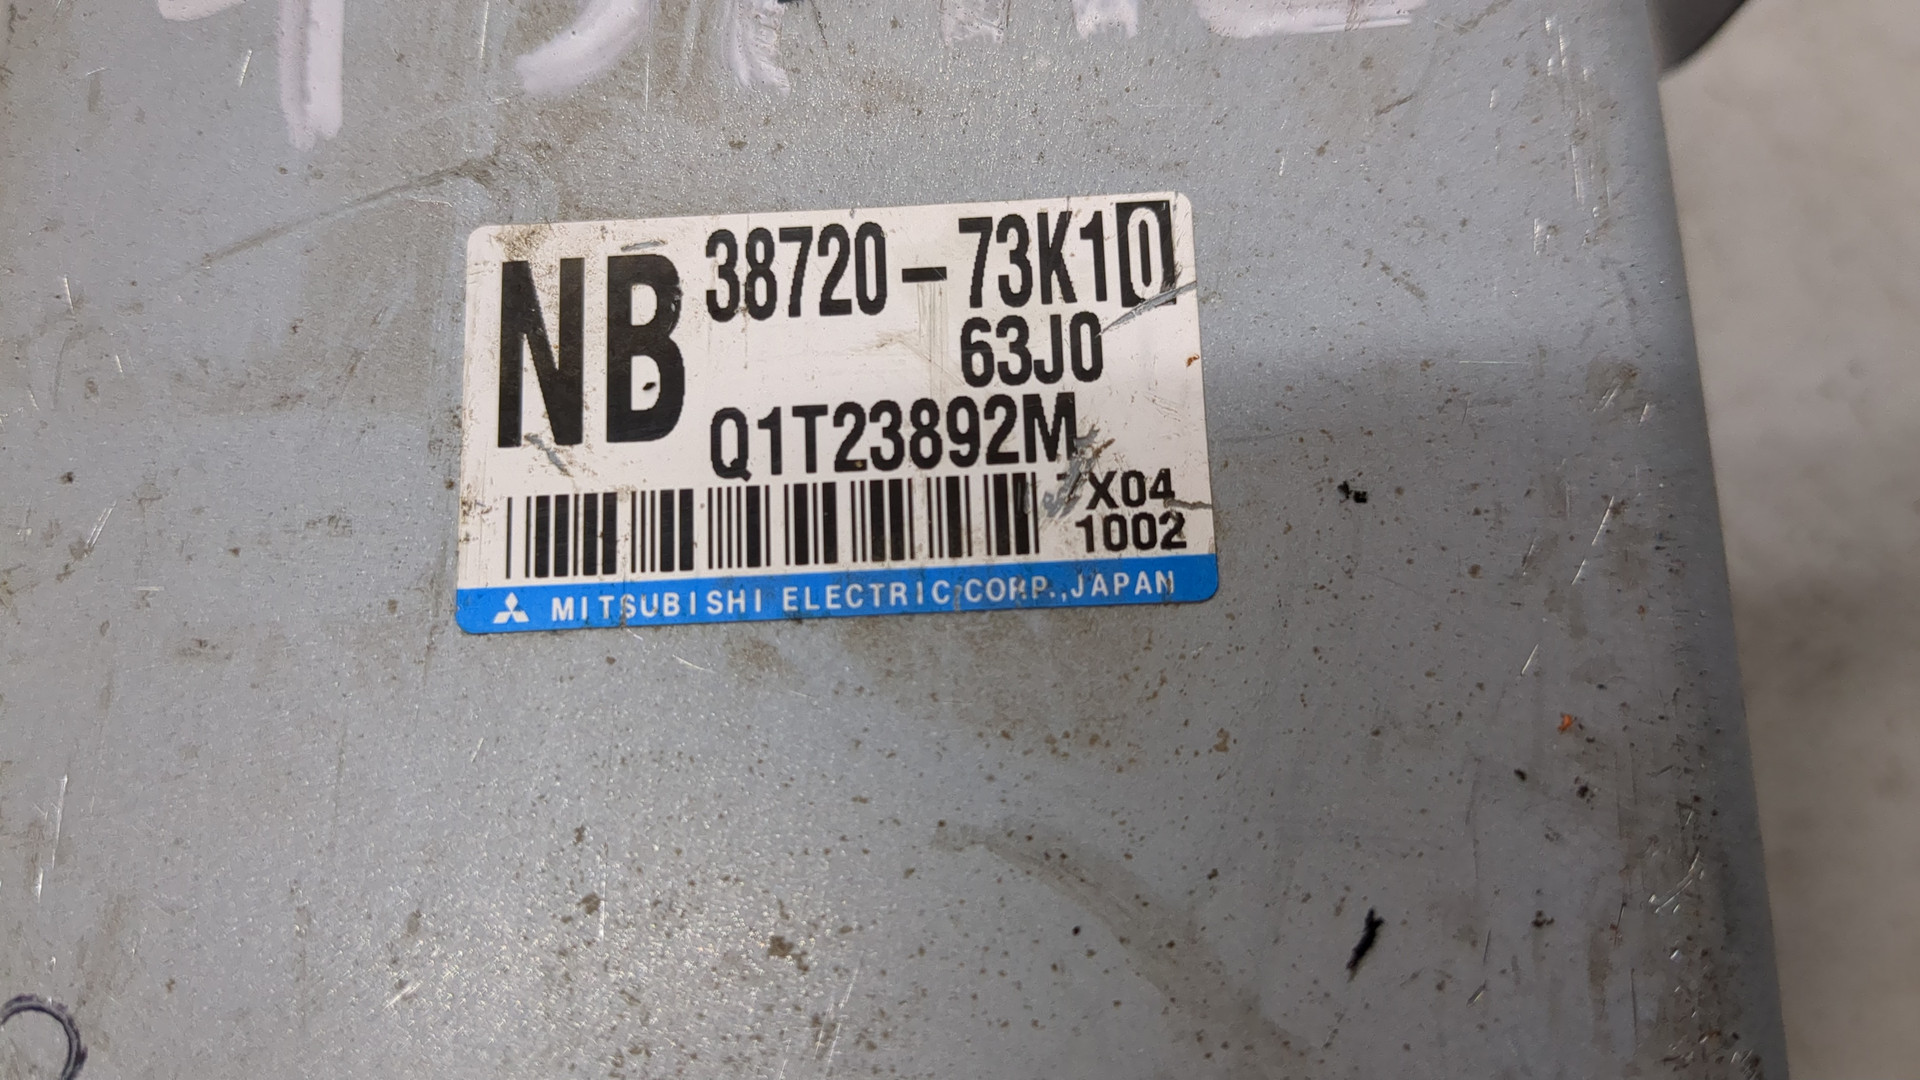 NB 38720-73K10
63J0
Q1T23892M
X04
1002
MITSUBISHI ELECTRIC CORP.,JAPAN